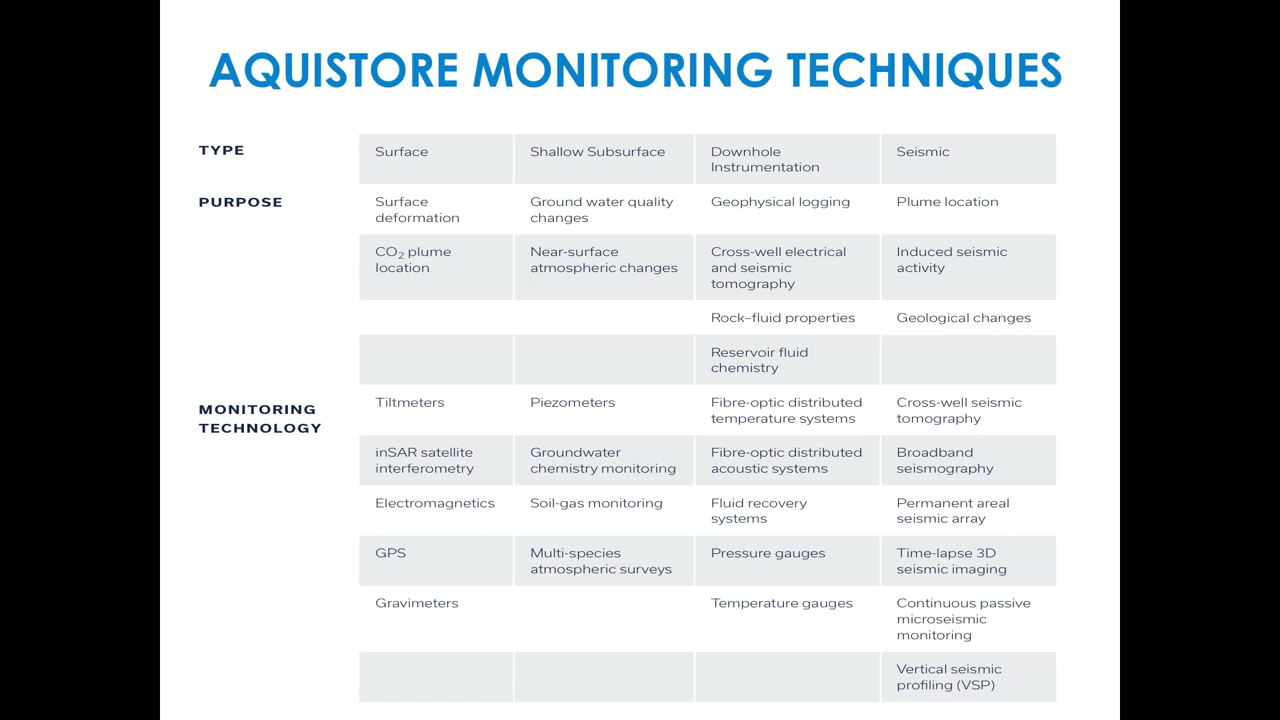 AQUISTORE MONITORING TECHNIQUES
TYPE
Surface
Shallow Subsurface
Downhole
Instrumentation
Seismic
PURPOSE
Surface
deformation
Ground water quality
changes
Geophysical logging
Plume location
CO₂ plume
location
Near-surface
atmospheric changes
Cross-well electrical
and seismic
tomography
Induced seismic
activity
Rock–fluid properties
Geological changes
Reservoir fluid
chemistry
MONITORING
TECHNOLOGY
Tiltmeters
Piezometers
Fibre-optic distributed
temperature systems
Cross-well seismic
tomography
inSAR satellite
interferometry
Groundwater
chemistry monitoring
Fibre-optic distributed
acoustic systems
Broadband
seismography
Electromagnetics
Soil-gas monitoring
Fluid recovery
systems
Permanent areal
seismic array
GPS
Multi-species
atmospheric surveys
Pressure gauges
Time-lapse 3D
seismic imaging
Gravimeters
Temperature gauges
Continuous passive
microseismic
monitoring
Vertical seismic
profiling (VSP)